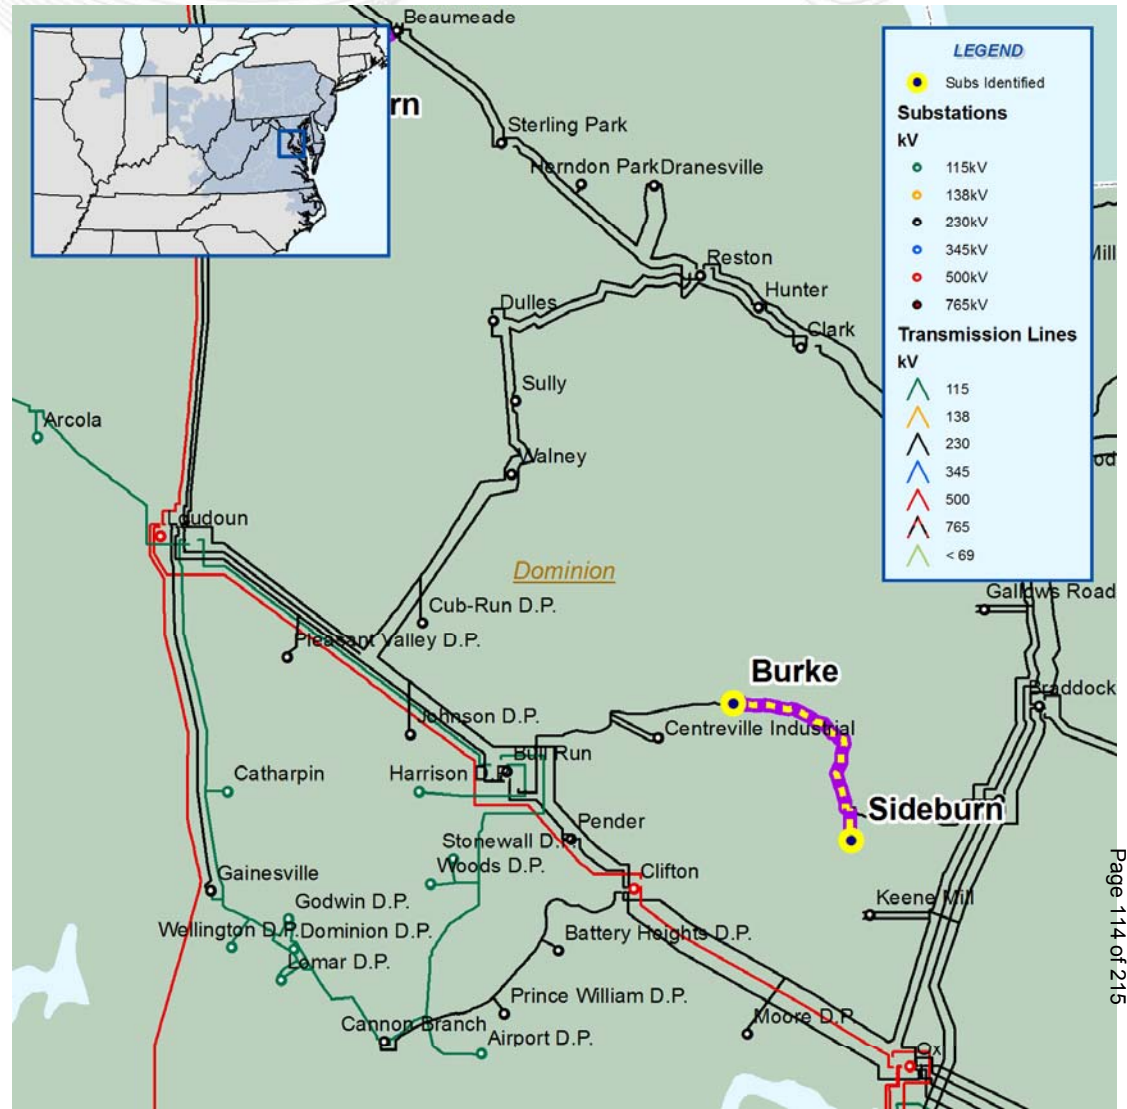 Beaumeade
rn
Sterling Park
Herndon Park
Dranesville
Reston
Hunter
Clark
Dulles
Sully
Walney
Arcola
Loudoun
Dominion
Cub-Run D.P.
Pleasant Valley D.P.
Johnson D.P.
Burke
Centreville Industrial
Bull Run
Harrison D.P.
Catharpin
Sideburn
Pender
Stonewall D.P.
Woods D.P.
Clifton
Gainesville
Godwin D.P.
Wellington D.P.
Dominion D.P.
Lomar D.P.
Battery Heights D.P.
Keene Mill
Prince William D.P.
Moore D.P.
Cannon Branch
Airport D.P.
Ox
Gallows Road
Braddock
Mill
od
LEGEND
Subs Identified
Substations
kV
115kV
138kV
230kV
345kV
500kV
765kV
Transmission Lines
kV
115
138
230
345
500
765
< 69
Page 114 of 215